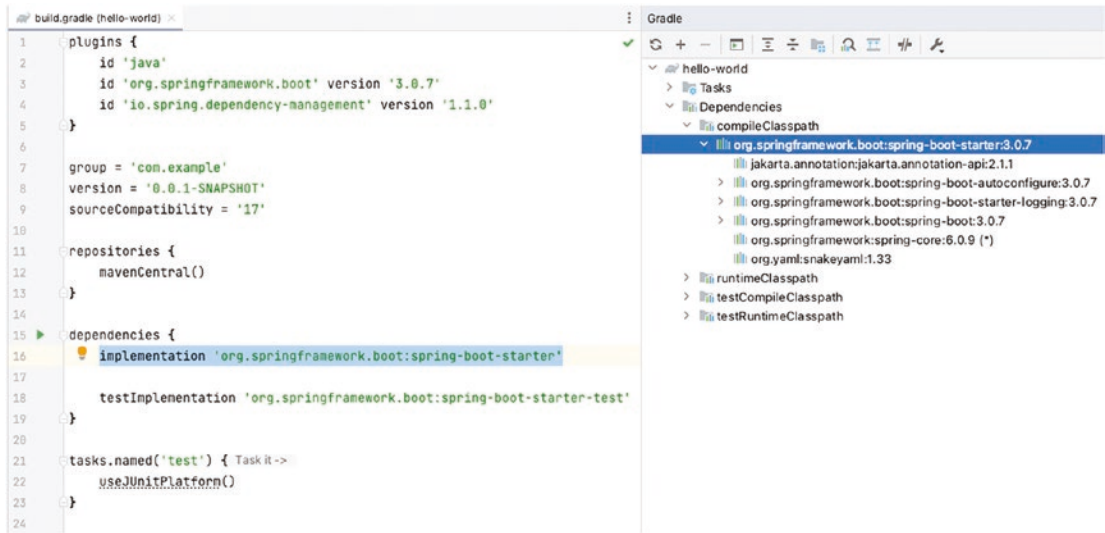 build.gradle (hello-world)
1 plugins {
2 id 'java'
3 id 'org.springframework.boot' version '3.0.7'
4 id 'io.spring.dependency-management' version '1.1.0'
5 }
6
7 group = 'com.example'
8 version = '0.0.1-SNAPSHOT'
9 sourceCompatibility = '17'
10
11 repositories {
12 mavenCentral()
13 }
14
15 dependencies {
16 implementation 'org.springframework.boot:spring-boot-starter'
17
18 testImplementation 'org.springframework.boot:spring-boot-starter-test'
19 }
20
21 tasks.named('test') { Task it ->
22 useJUnitPlatform()
23 }
24
Gradle
hello-world
Tasks
Dependencies
compileClasspath
org.springframework.boot:spring-boot-starter:3.0.7
jakarta.annotation:jakarta.annotation-api:2.1.1
org.springframework.boot:spring-boot-autoconfigure:3.0.7
org.springframework.boot:spring-boot-starter-logging:3.0.7
org.springframework.boot:spring-boot:3.0.7
org.springframework:spring-core:6.0.9 (*)
org.yaml:snakeyaml:1.33
runtimeClasspath
testCompileClasspath
testRuntimeClasspath